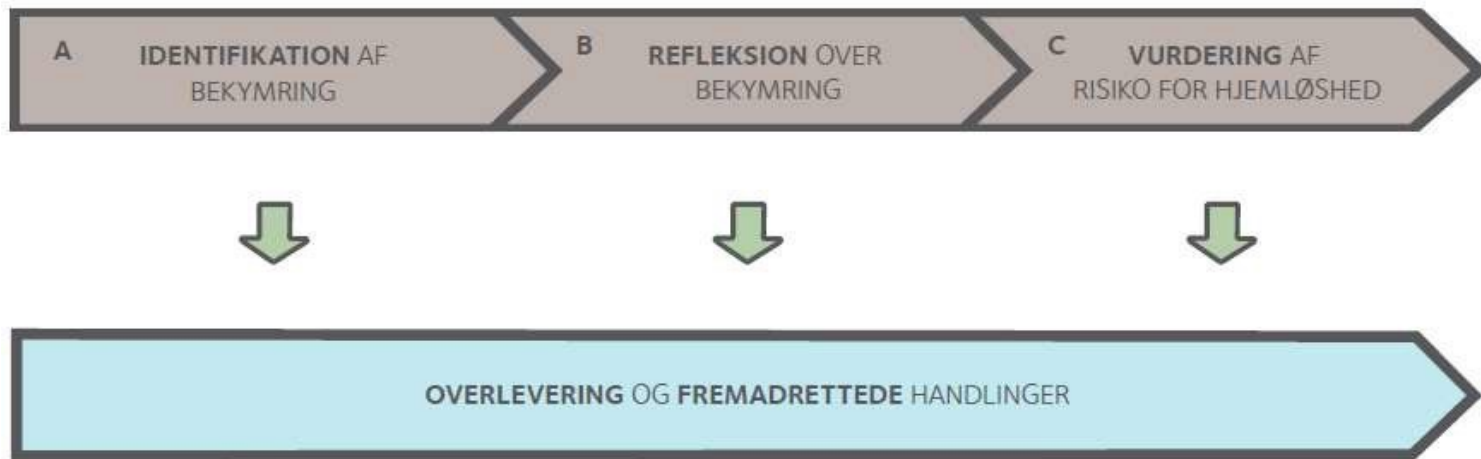 A
IDENTIFIKATION AF
BEKYMRING
B
REFLEKSION OVER
BEKYMRING
C
VURDERING AF
RISIKO FOR HJEMLØSHED
OVERLEVERING OG FREMADRETTEDE HANDLINGER